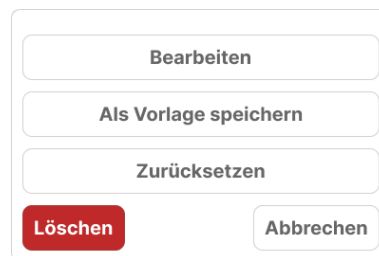 Bearbeiten
Als Vorlage speichern
Zurücksetzen
Löschen Abbrechen